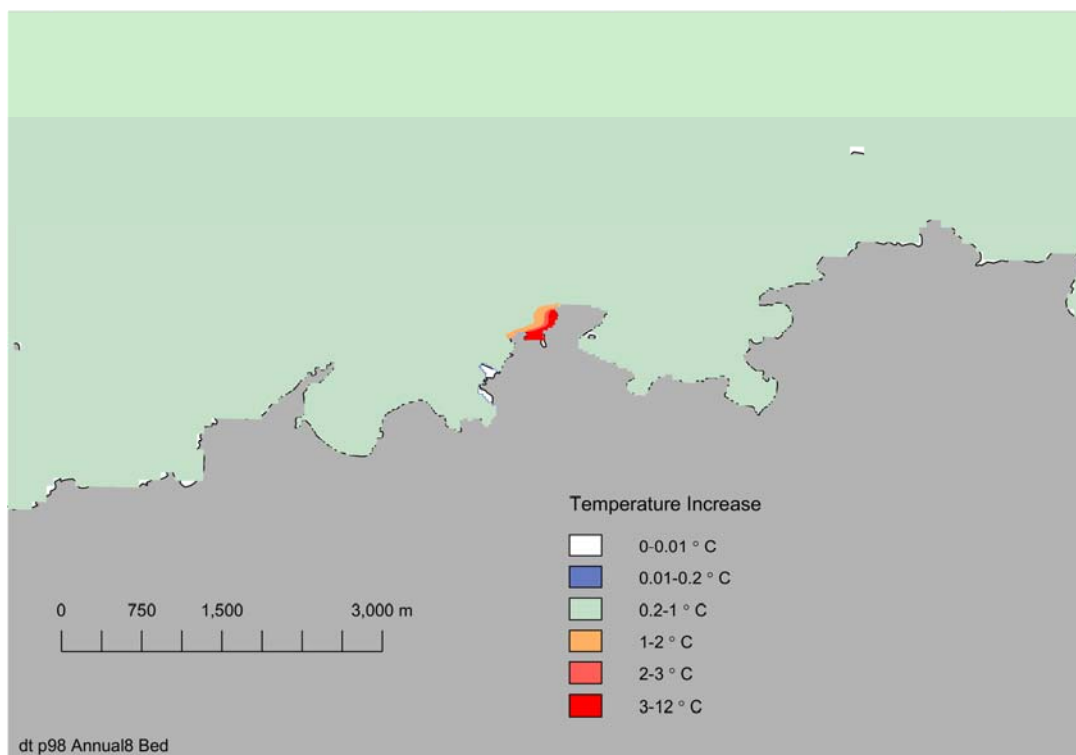 Temperature Increase
0-0.01 ° C
0.01-0.2 ° C
0.2-1 ° C
1-2 ° C
2-3 ° C
3-12 ° C
0 750 1,500 3,000 m
dt p98 Annual8 Bed